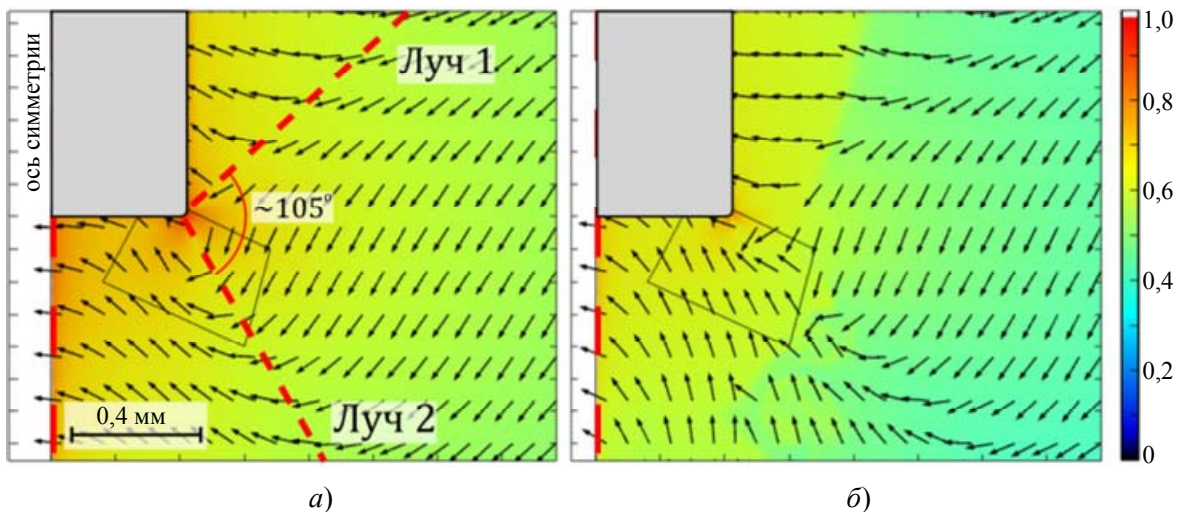 ось симметрии
Луч 1
~105°
Луч 2
0,4 мм
1,0
0,8
0,6
0,4
0,2
0
а)
б)